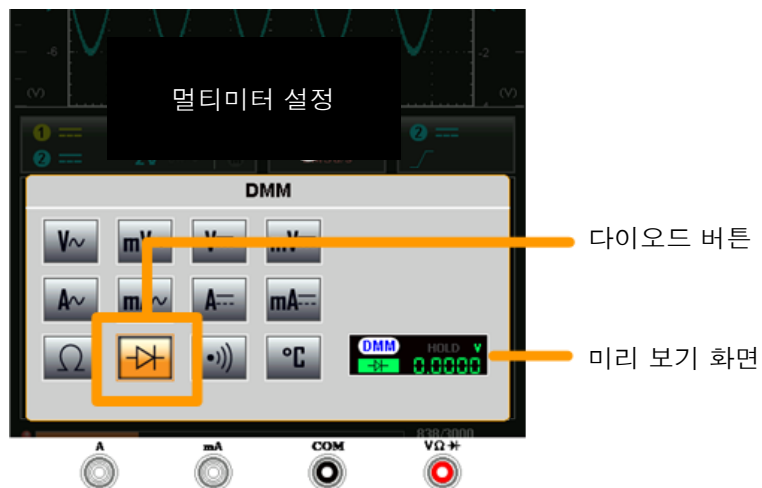 -6
-2
(V)
(V)
멀티미터 설정
1
2
2
2V
DMM
V~
mV
V
mV
다이오드 버튼
A~
mA~
A
mA
Ω
°C
DMM HOLD V
0.0000
미리 보기 화면
838/3000
A
mA
COM
VΩ